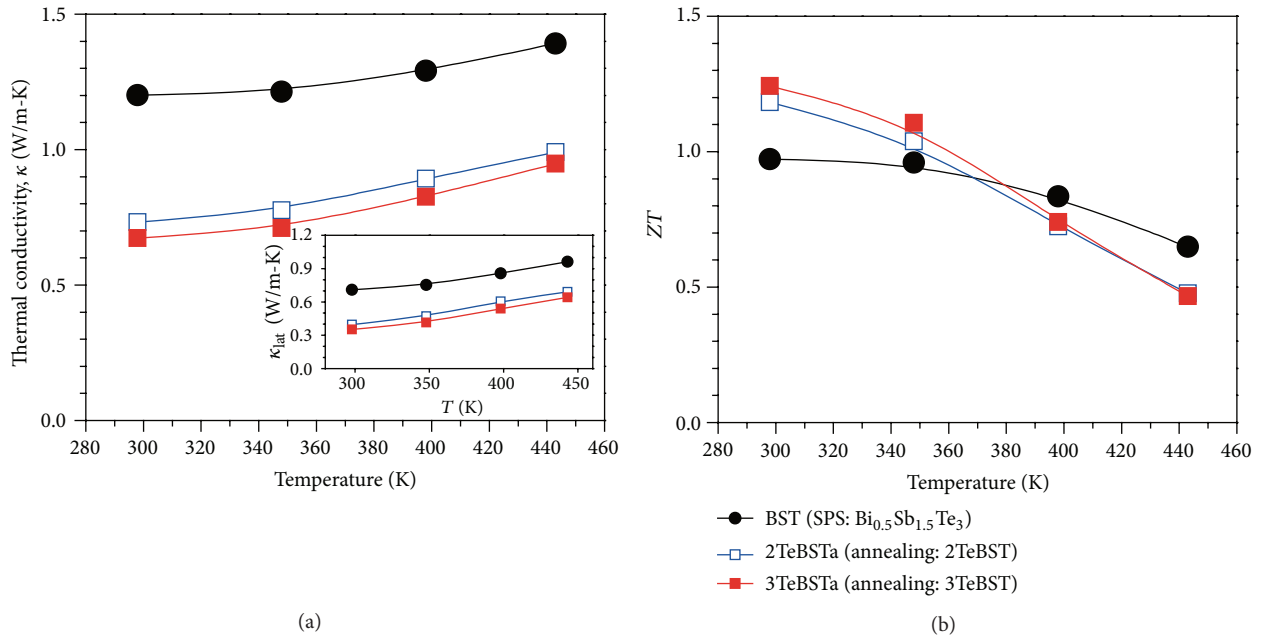 1.5
1.0
0.5
0.0
Thermal conductivity, κ (W/m-K)
280 300 320 340 360 380 400 420 440 460
Temperature (K)
1.2
0.9
0.6
0.3
0.0
κlat (W/m-K)
300 350 400 450
T (K)
(a)
1.5
1.0
0.5
0.0
ZT
280 300 320 340 360 380 400 420 440 460
Temperature (K)
BST (SPS: Bi0.5Sb1.5Te3)
2TeBSTa (annealing: 2TeBST)
3TeBSTa (annealing: 3TeBST)
(b)